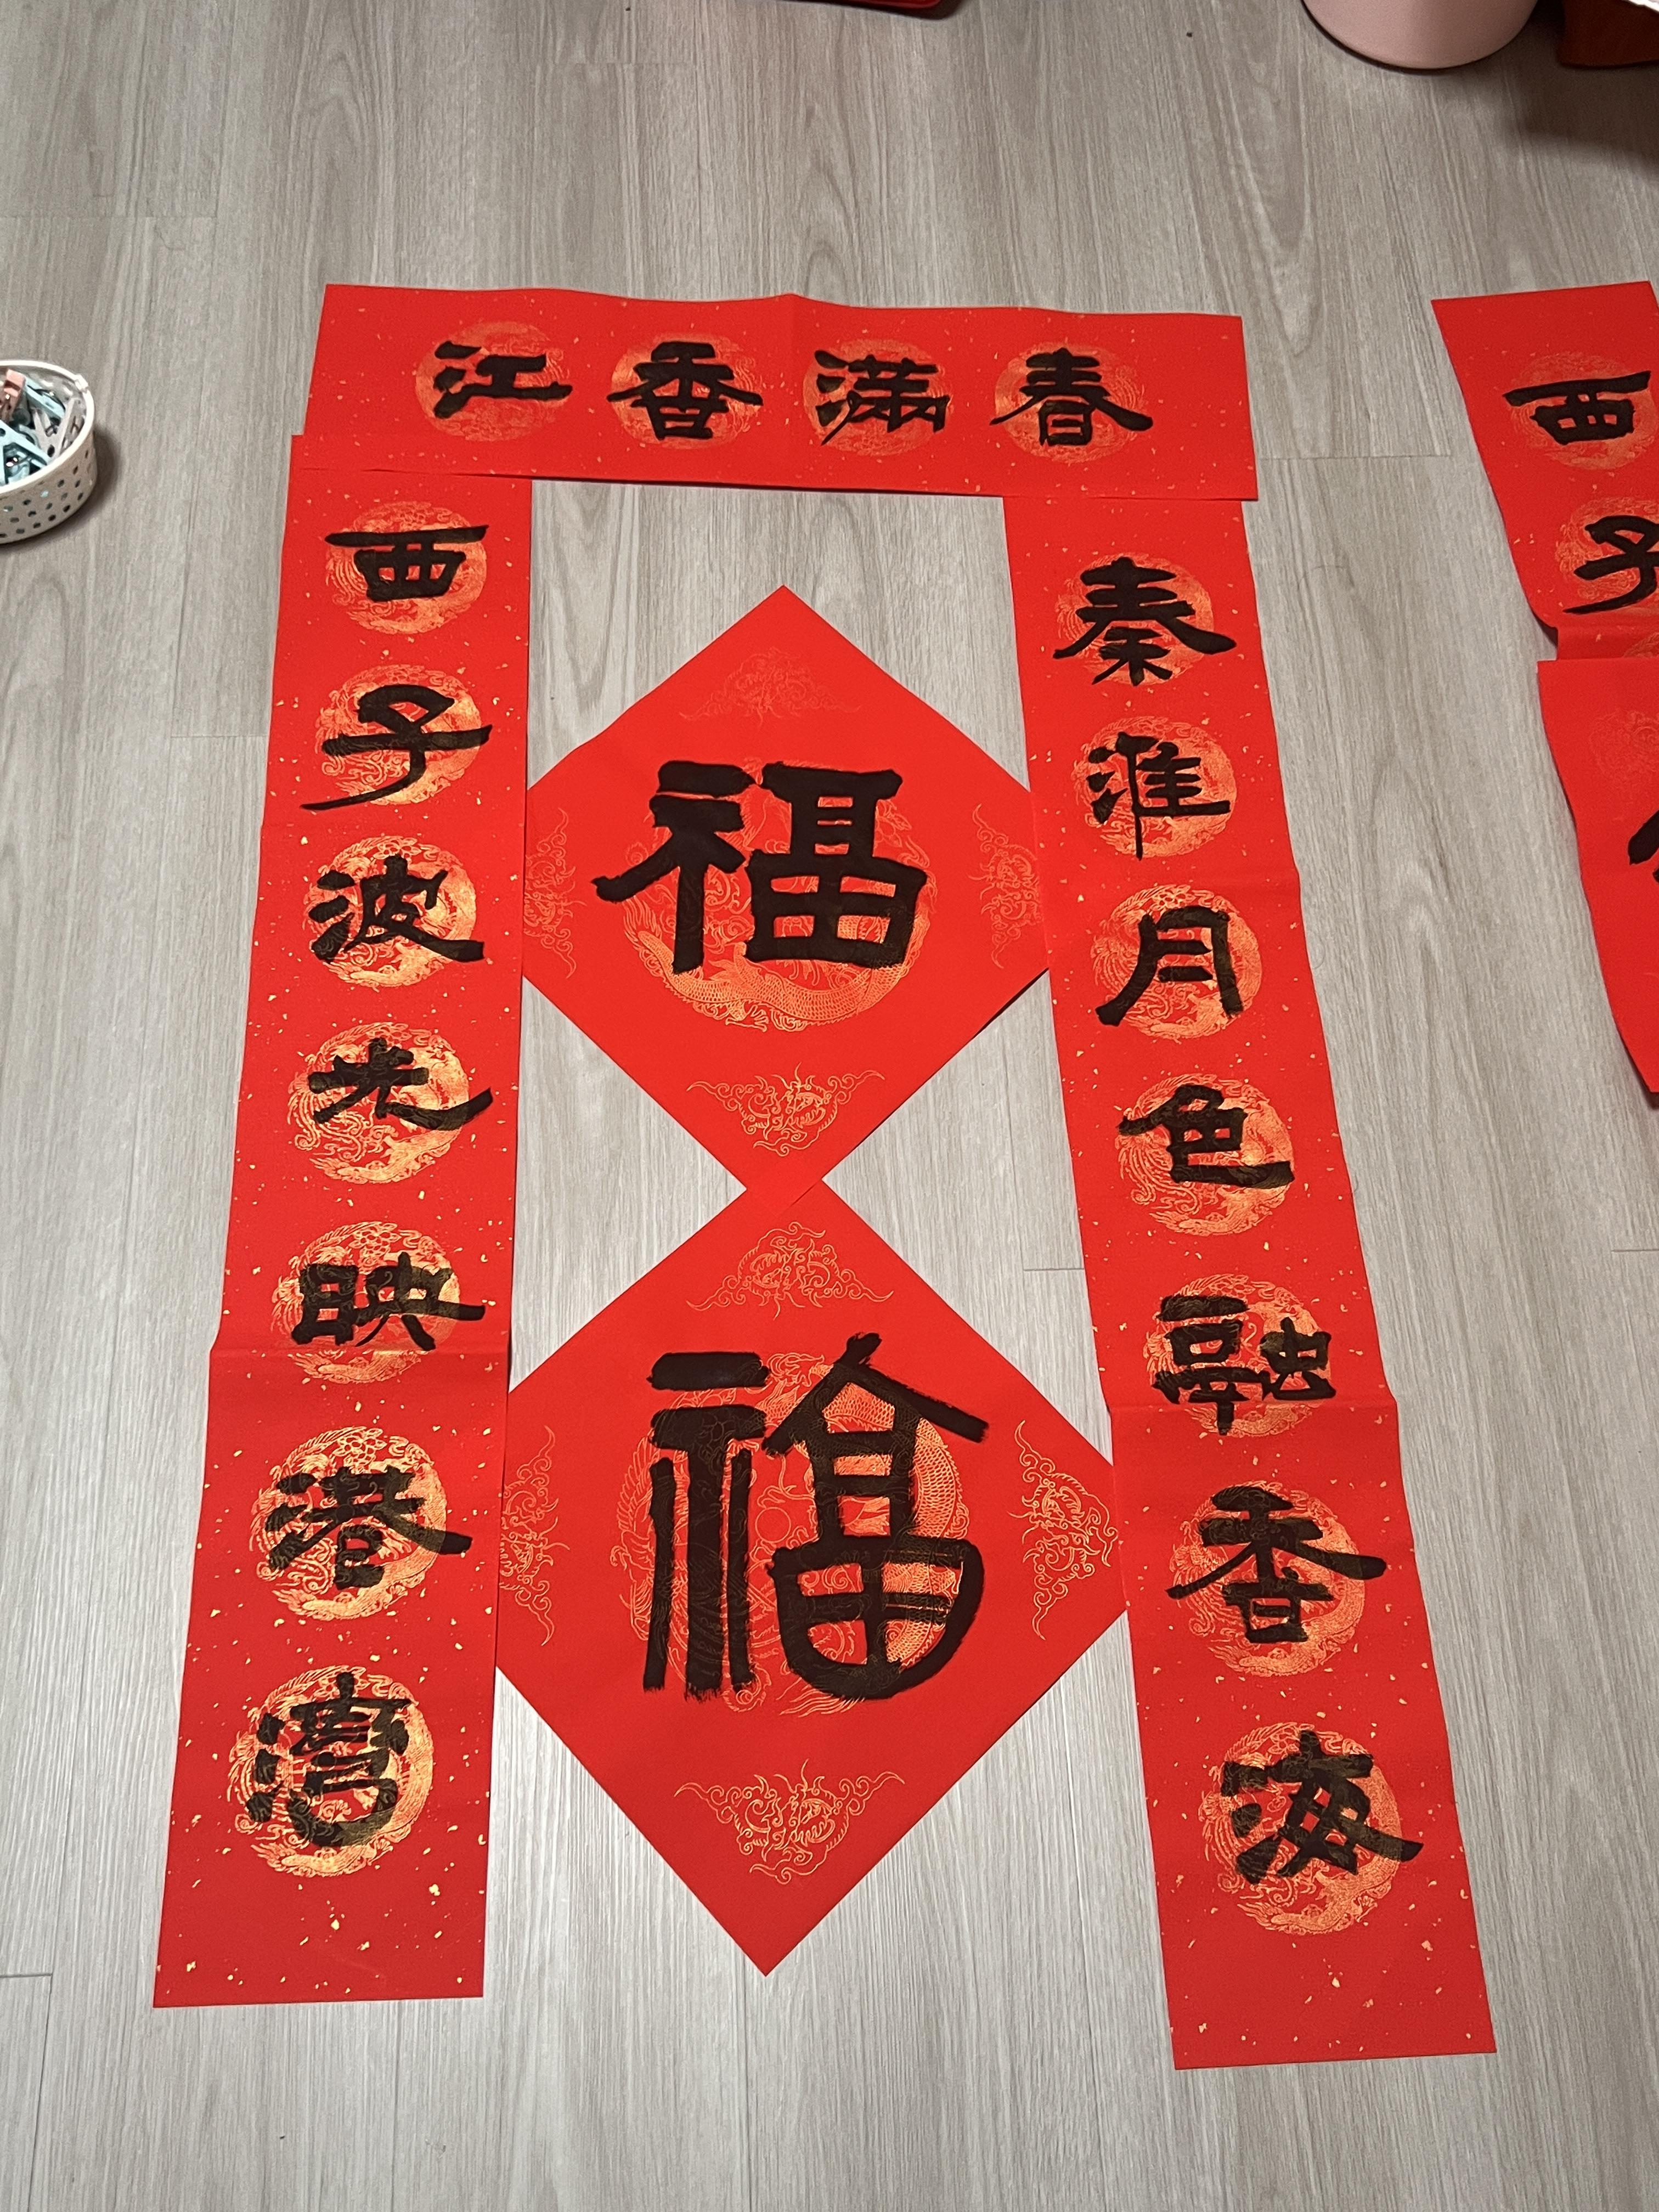 春滿香江
秦淮月色融香海
西子波光映港灣
福
福
西子